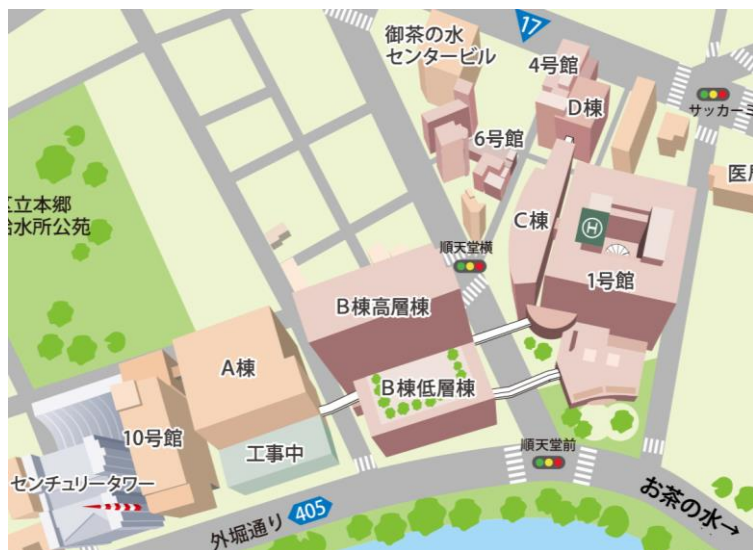 御茶の水
センタービル
17
4号館
D棟
サッカーミ
6号館
医
立本郷
給水所公苑
C棟
順天堂横
1号館
B棟高層棟
A棟
B棟低層棟
10号館
工事中
順天堂前
センチュリータワー
外堀通り
405
お茶の水→
H